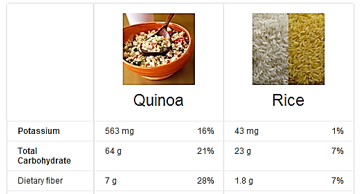 Quinoa Rice
Potassium 563 mg 16% 43 mg 1%
Total Carbohydrate 64 g 21% 23 g 7%
Dietary fiber 7 g 28% 1.8 g 7%